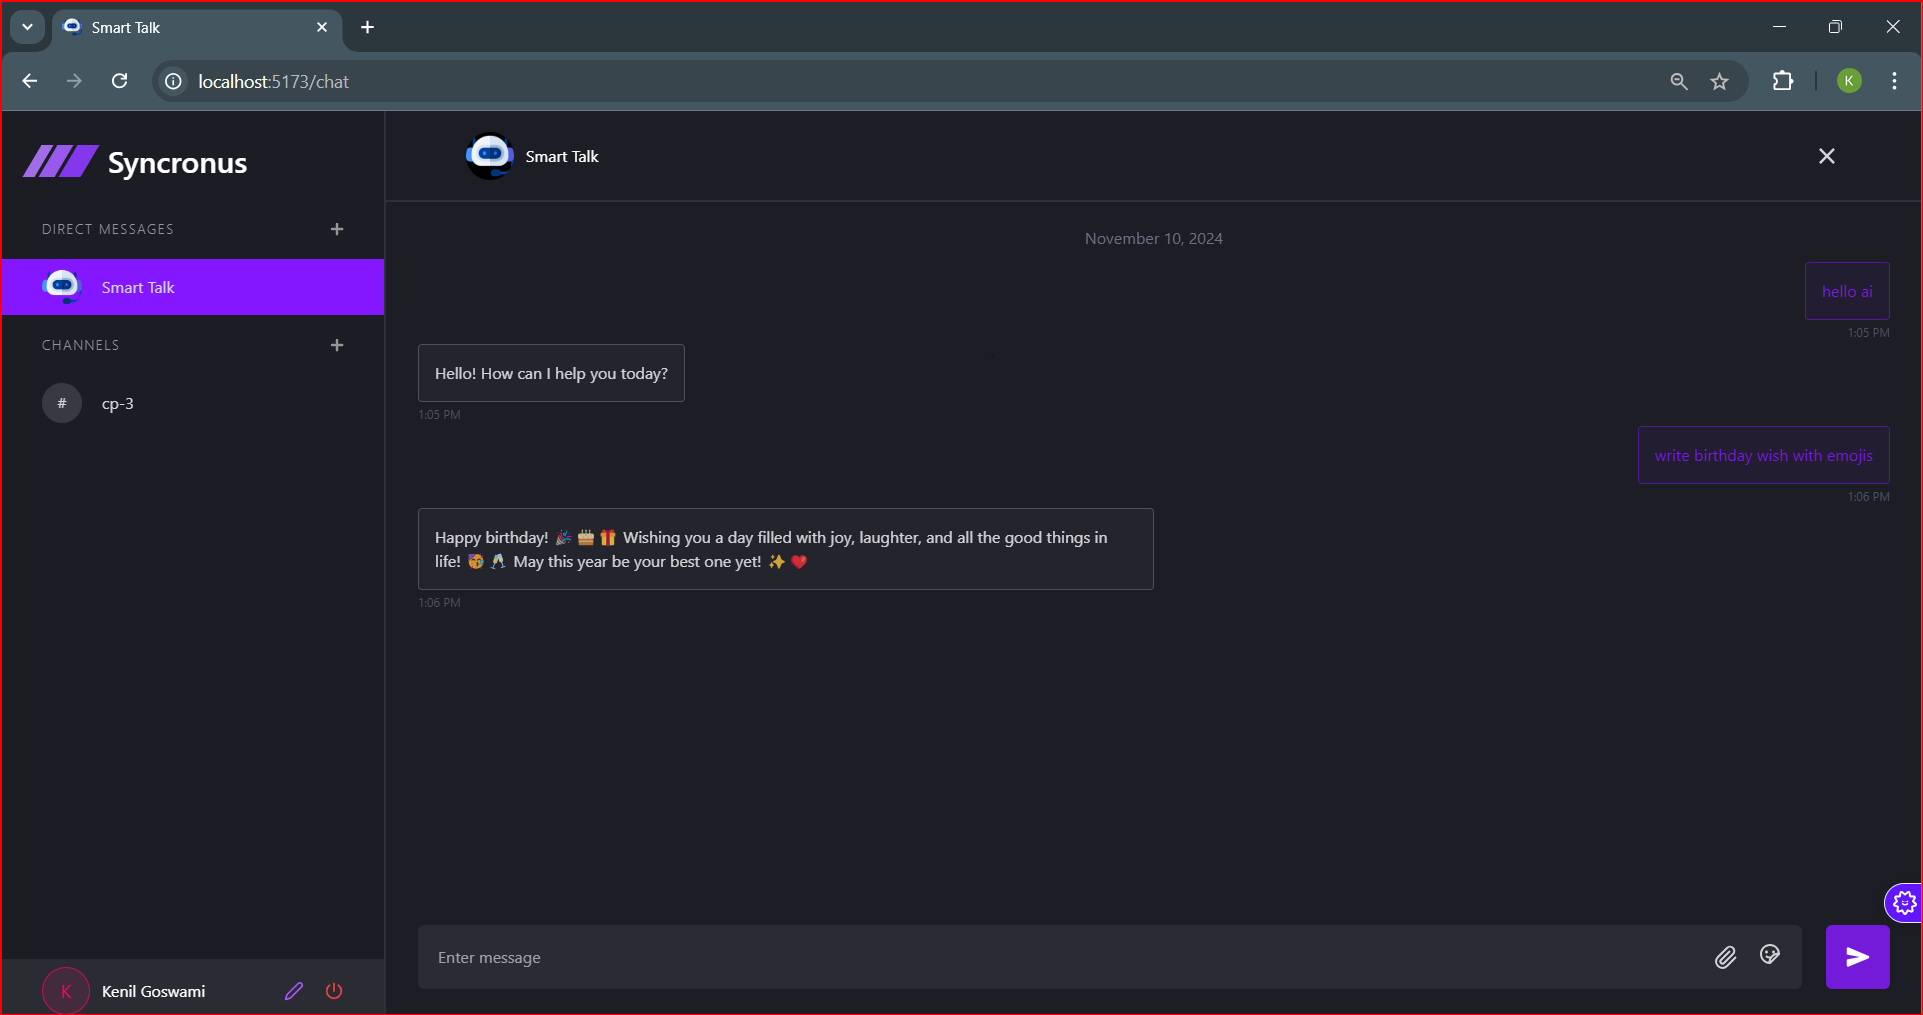 Smart Talk
localhost:5173/chat
K
Syncronus
Smart Talk
DIRECT MESSAGES +
November 10, 2024
Smart Talk
hello ai
1:05 PM
CHANNELS +
Hello! How can I help you today?
1:05 PM
# cp-3
write birthday wish with emojis
1:06 PM
Happy birthday! 🎉 🎂 🎁 Wishing you a day filled with joy, laughter, and all the good things in
life! 🥳 🥂 May this year be your best one yet! ✨ ❤️
1:06 PM
Enter message
K Kenil Goswami